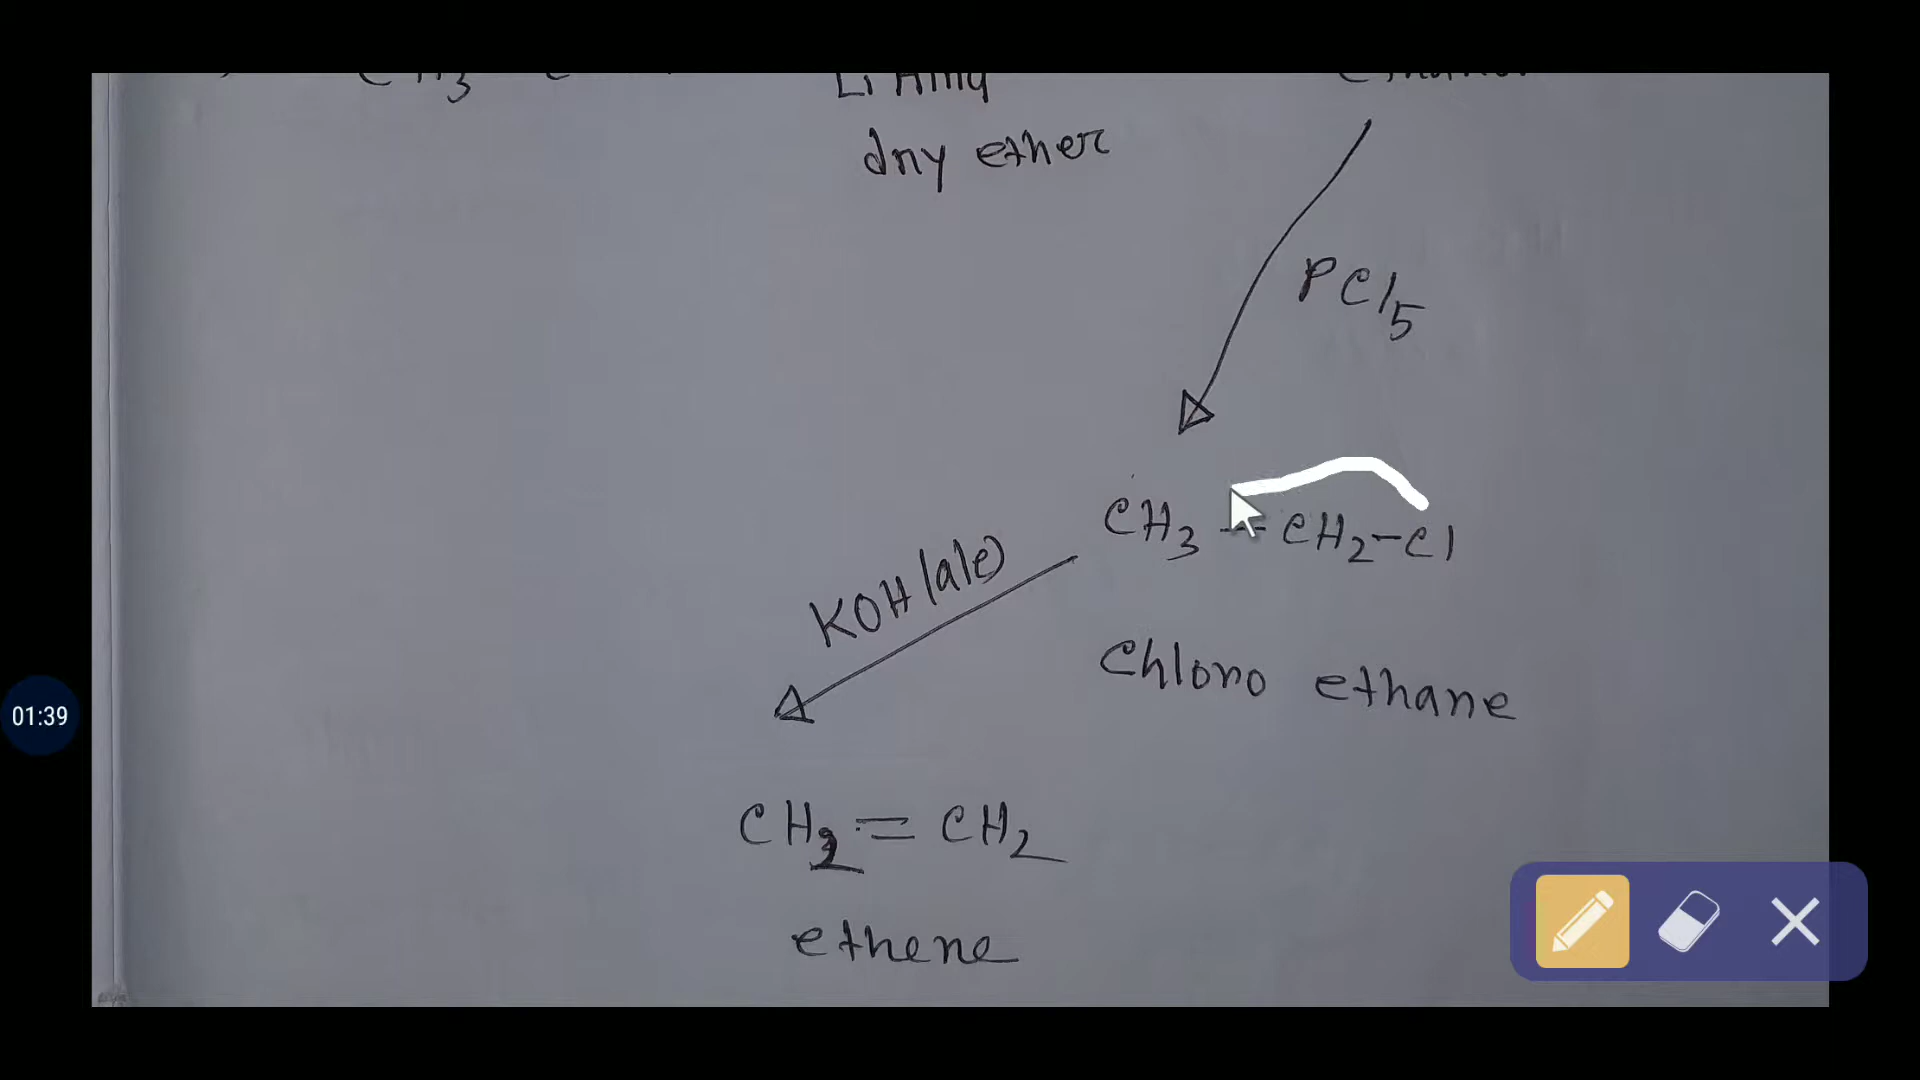 dry ether
PCl5
CH3 - CH2 - Cl
KOH (alc)
Chloro ethane
01:39
CH2 = CH2
ethene